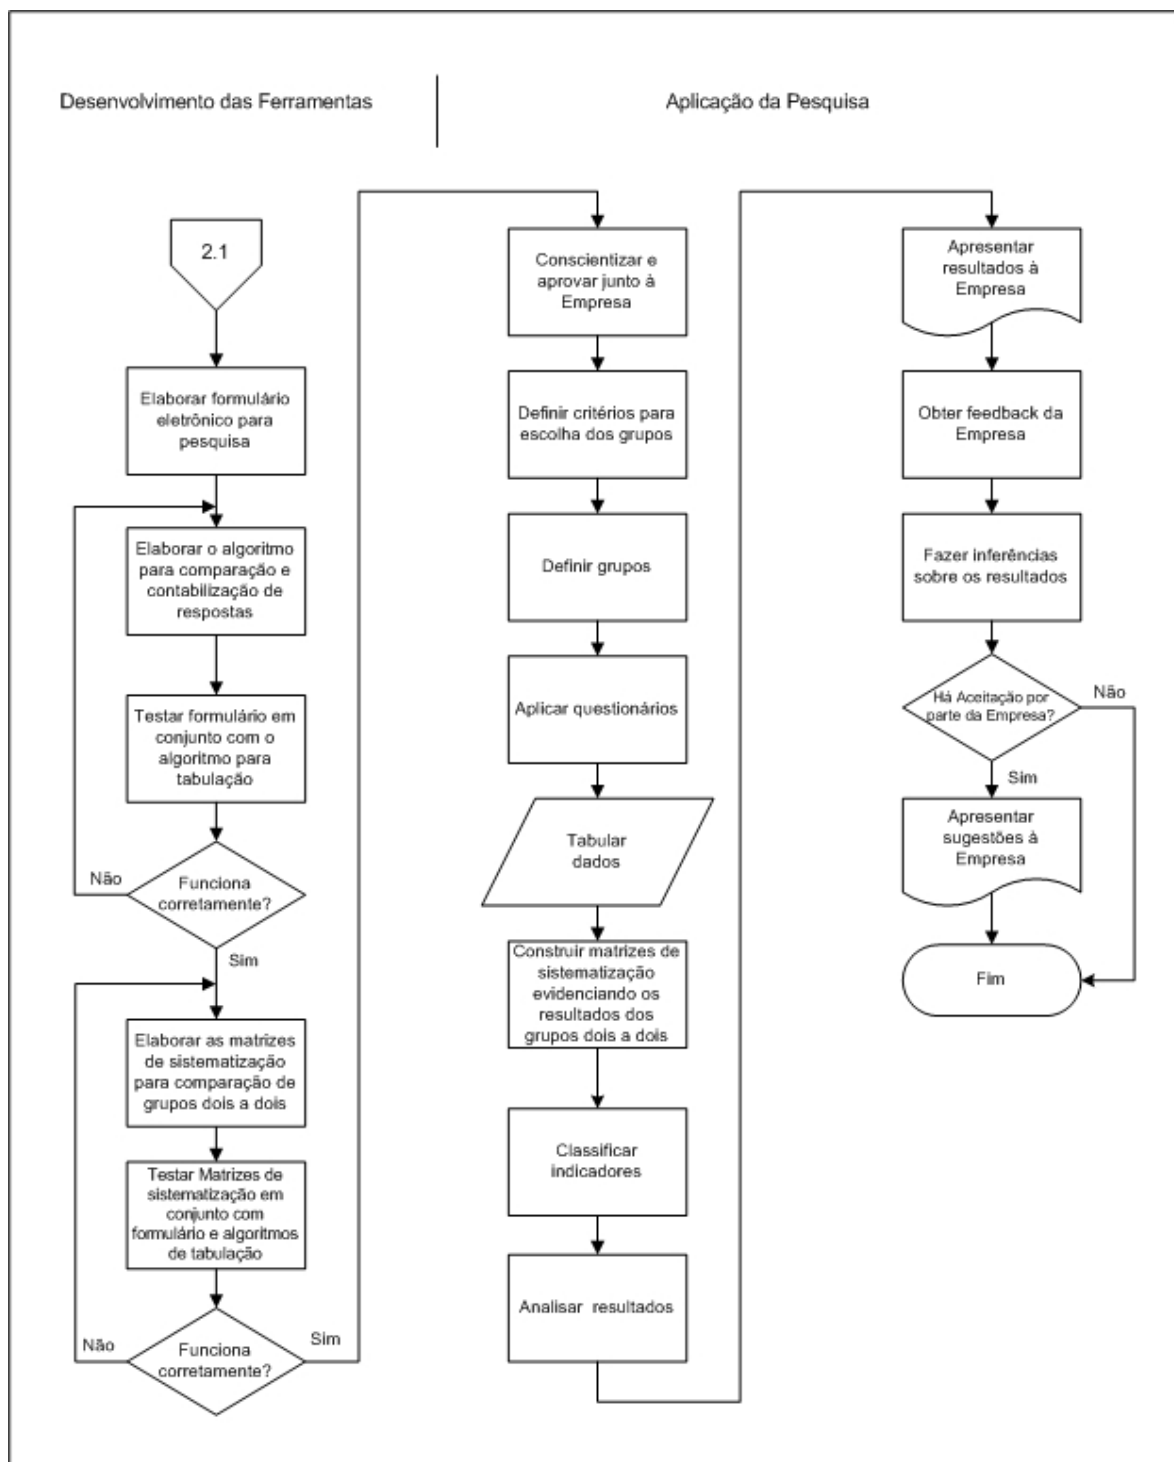 Desenvolvimento das Ferramentas
Aplicação da Pesquisa
2.1
Elaborar formulário
eletrônico para
pesquisa
Elaborar o algoritmo
para comparação e
contabilização de
respostas
Testar formulário em
conjunto com o
algoritmo para
tabulação
Não
Funciona
corretamente?
Sim
Elaborar as matrizes
de sistematização
para comparação de
grupos dois a dois
Testar Matrizes de
sistematização em
conjunto com
formulário e algoritmos
de tabulação
Não
Funciona
corretamente?
Sim
Conscientizar e
aprovar junto à
Empresa
Definir critérios para
escolha dos grupos
Definir grupos
Aplicar questionários
Tabular
dados
Construir matrizes de
sistematização
evidenciando os
resultados dos
grupos dois a dois
Classificar
indicadores
Analisar resultados
Apresentar
resultados à
Empresa
Obter feedback da
Empresa
Fazer inferências
sobre os resultados
Há Aceitação por
parte da Empresa?
Não
Sim
Apresentar
sugestões à
Empresa
Fim